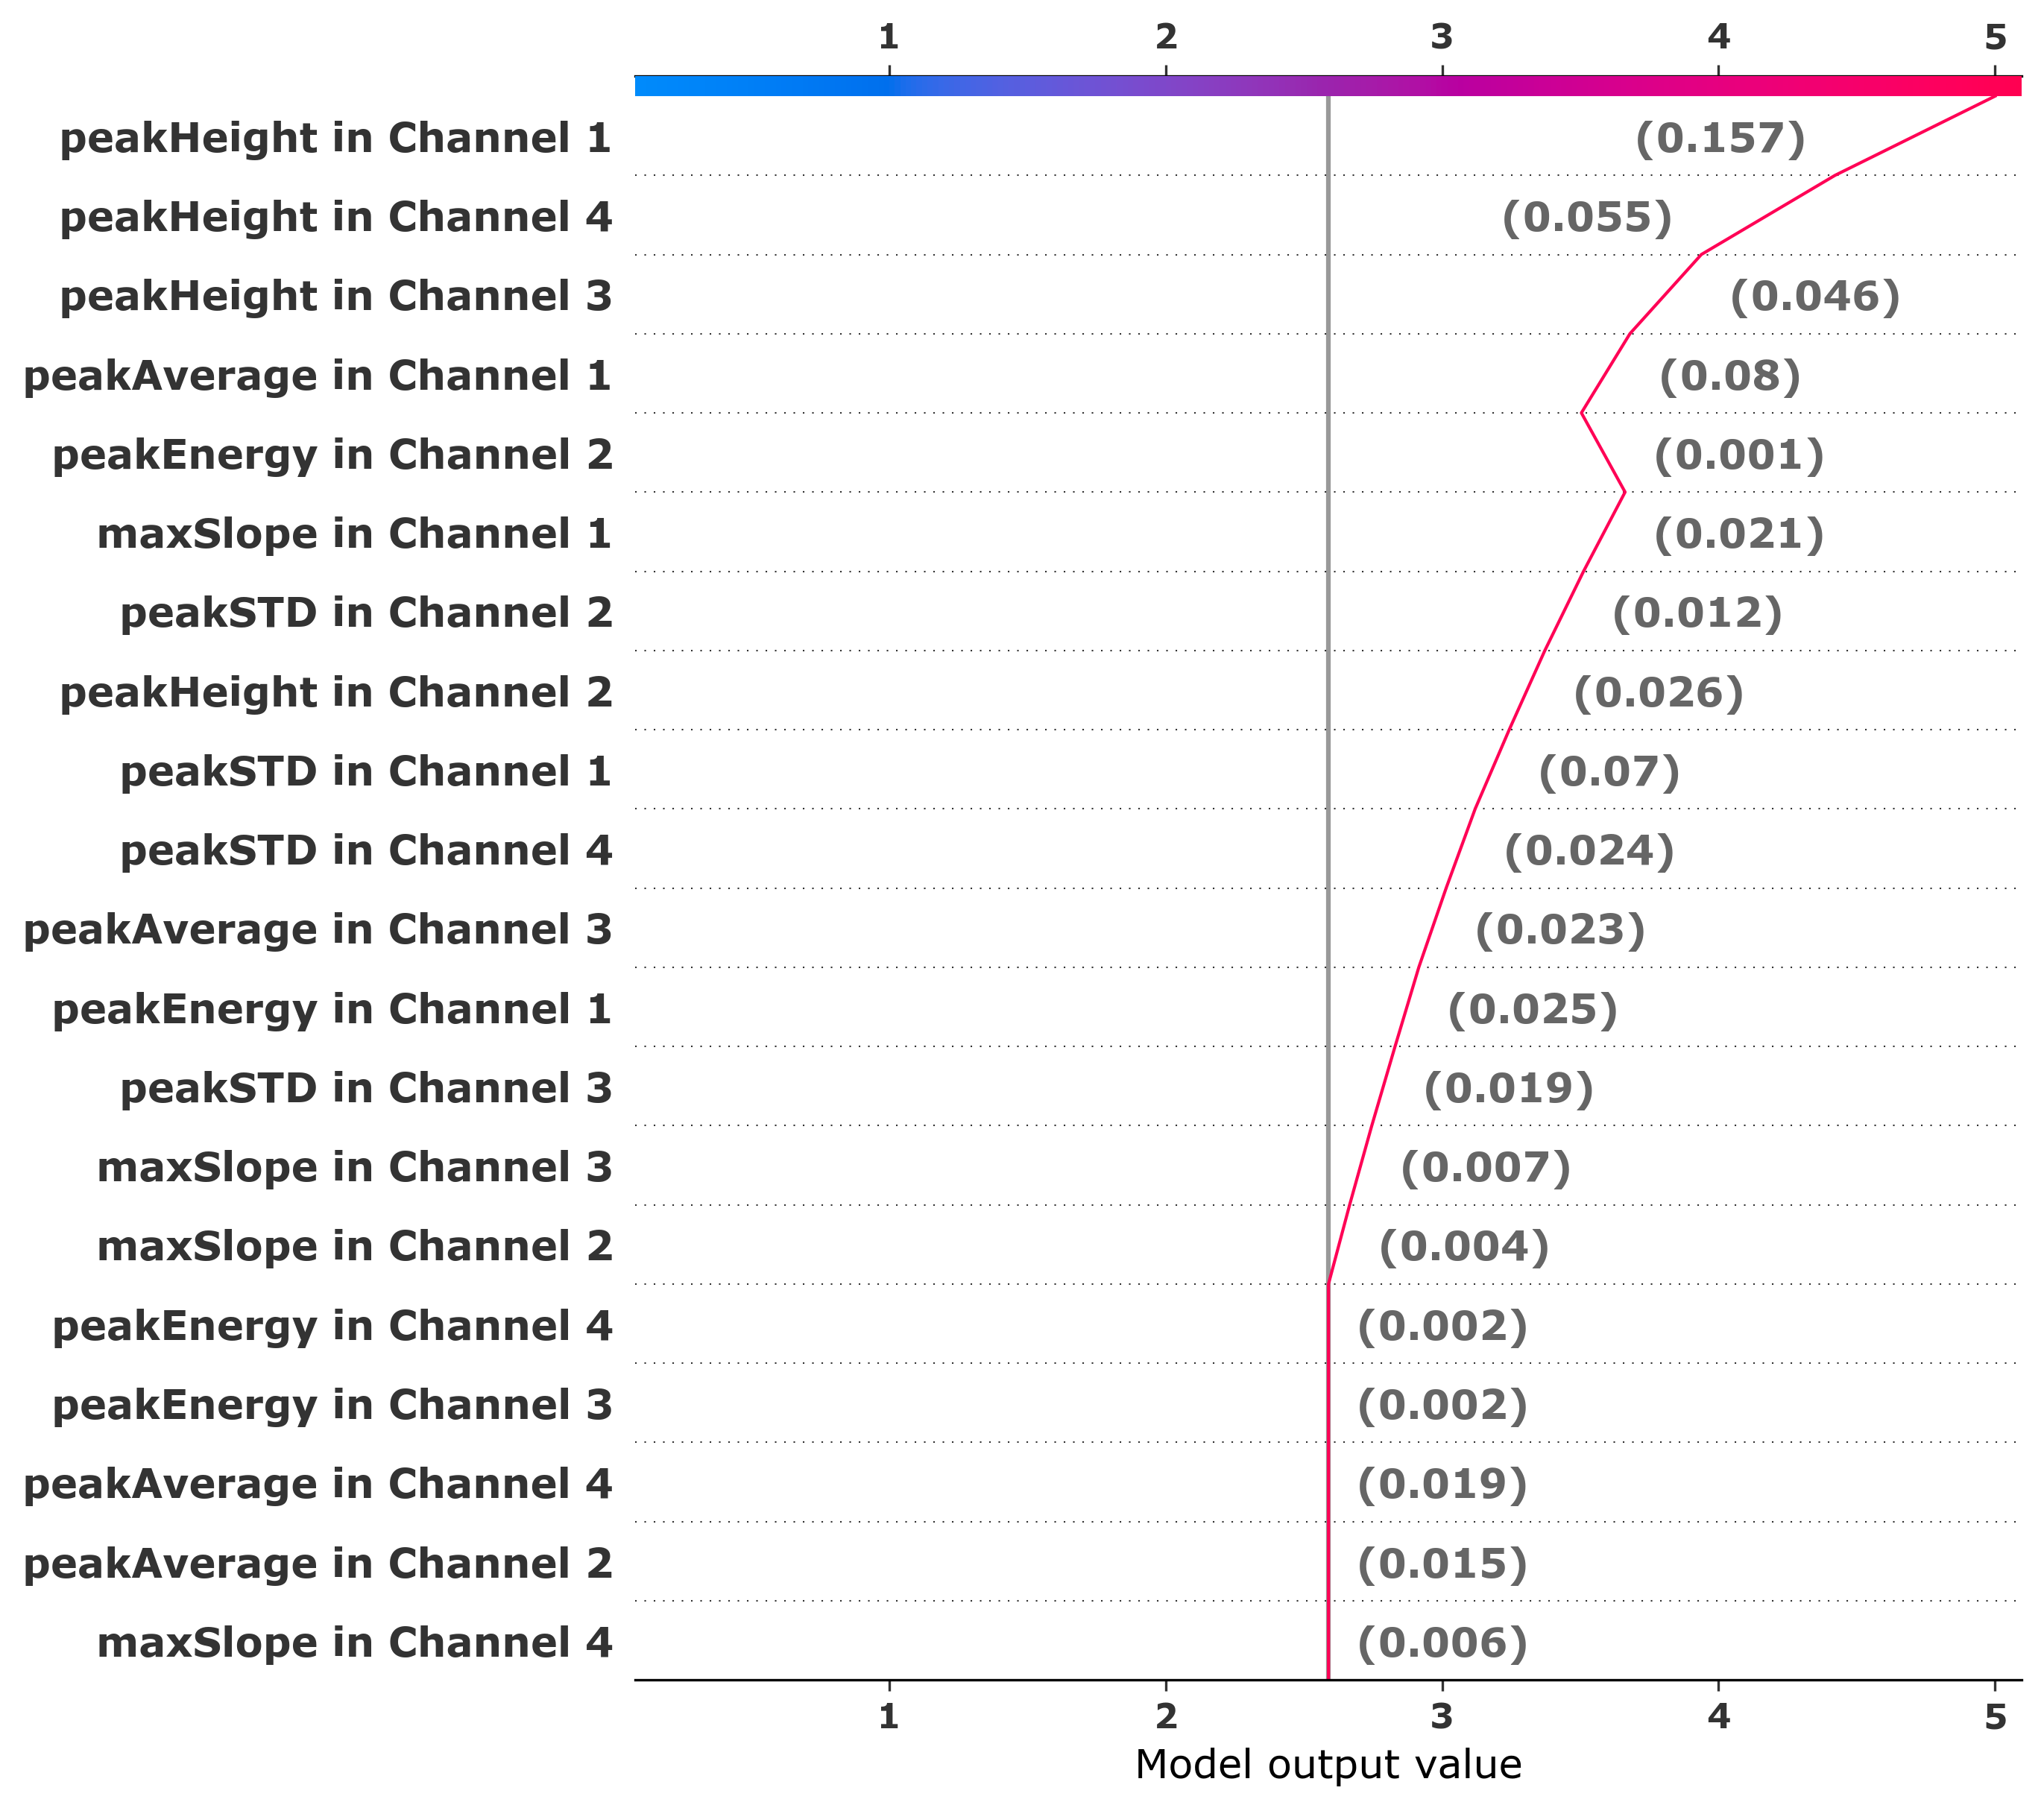 1 2 3 4 5
peakHeight in Channel 1 (0.157)
peakHeight in Channel 4 (0.055)
peakHeight in Channel 3 (0.046)
peakAverage in Channel 1 (0.08)
peakEnergy in Channel 2 (0.001)
maxSlope in Channel 1 (0.021)
peakSTD in Channel 2 (0.012)
peakHeight in Channel 2 (0.026)
peakSTD in Channel 1 (0.07)
peakSTD in Channel 4 (0.024)
peakAverage in Channel 3 (0.023)
peakEnergy in Channel 1 (0.025)
peakSTD in Channel 3 (0.019)
maxSlope in Channel 3 (0.007)
maxSlope in Channel 2 (0.004)
peakEnergy in Channel 4 (0.002)
peakEnergy in Channel 3 (0.002)
peakAverage in Channel 4 (0.019)
peakAverage in Channel 2 (0.015)
maxSlope in Channel 4 (0.006)
1 2 3 4 5
Model output value